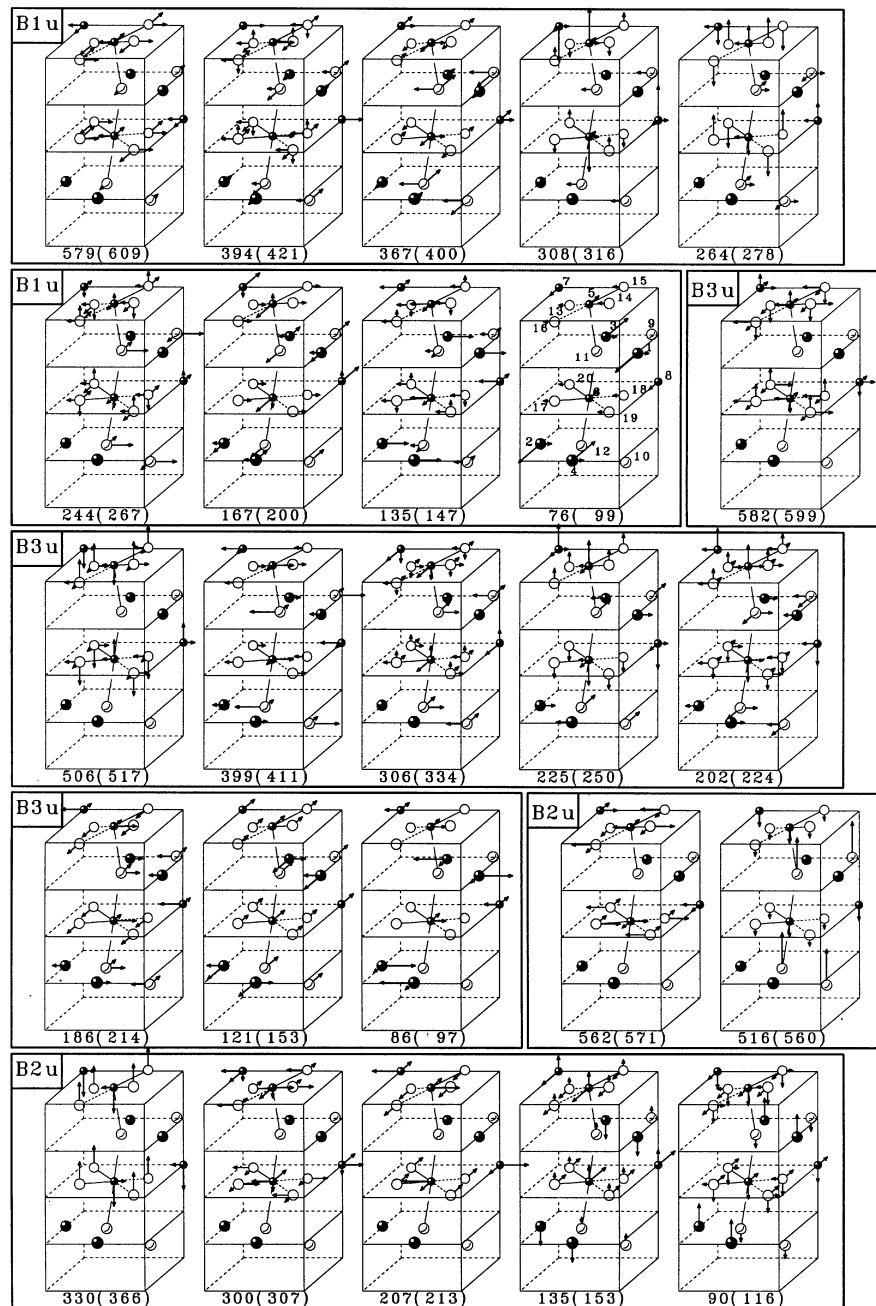 B1u
579(609) 394(421) 367(400) 308(316) 264(278)
B1u
B3u
7
5
15
13
14
16
3
9
11
20
8
6
18
17
19
2
12
10
4
244(267) 167(200) 135(147) 76( 99) 582(599)
B3u
506(517) 399(411) 306(334) 225(250) 202(224)
B3u
B2u
186(214) 121(153) 86( 97) 562(571) 516(560)
B2u
330(366) 300(307) 207(213) 135(153) 90(116)